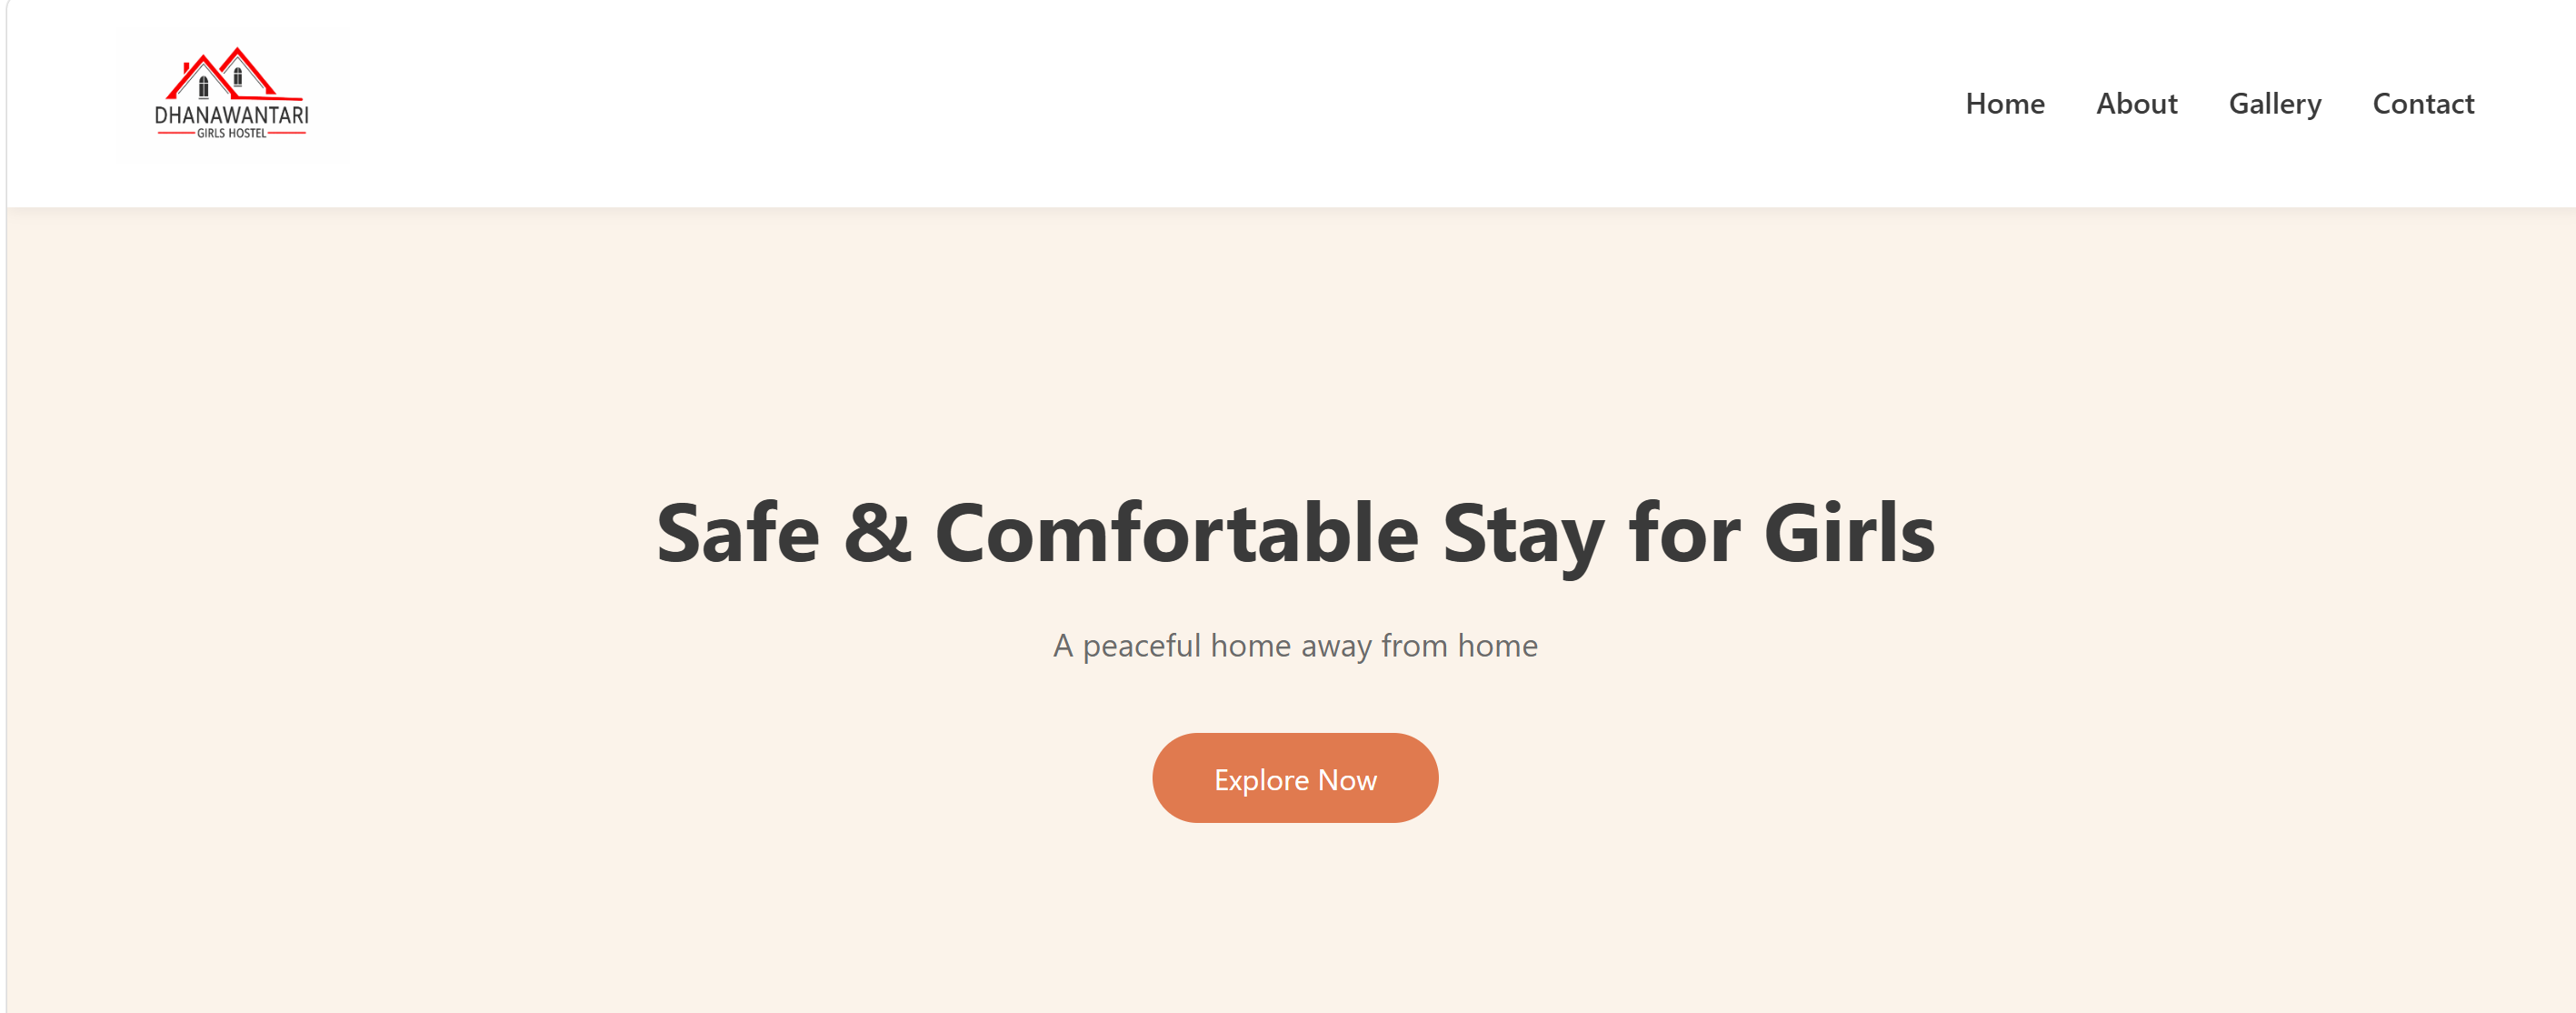 DHANAWANTARI
GIRLS HOSTEL
Home About Gallery Contact
Safe & Comfortable Stay for Girls
A peaceful home away from home
Explore Now